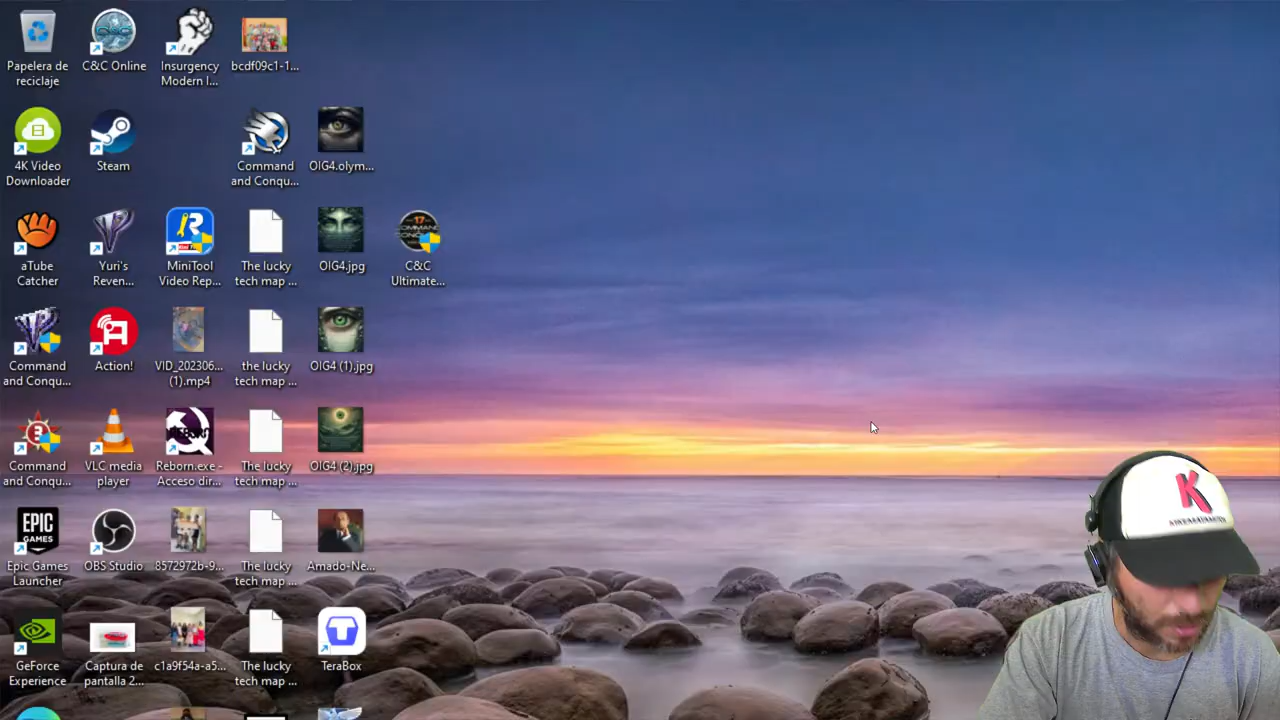 Papelera de
reciclaje
C&C Online
Insurgency
Modern I...
bcdf09c1-1...
4K Video
Downloader
Steam
Command
and Conqu...
OIG4.olym...
aTube
Catcher
Yuri's
Reven...
MiniTool
Video Rep...
The lucky
tech map ...
OIG4.jpg
17
COMMAND
C&C
Ultimate...
Command
and Conqu...
Action!
VID_202306...
(1).mp4
the lucky
tech map ...
OIG4 (1).jpg
Command
and Conqu...
VLC media
player
Reborn.exe -
Acceso dir...
The lucky
tech map ...
OIG4 (2).jpg
EPIC
GAMES
Epic Games
Launcher
OBS Studio
8572972b-9...
The lucky
tech map ...
Amado-Ne...
GeForce
Experience
Captura de
pantalla 2...
c1a9f54a-a5...
The lucky
tech map ...
TeraBox
K